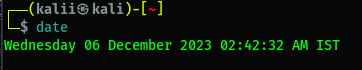 ┌──(kalii㉿kali)-[~]
└─$ date
Wednesday 06 December 2023 02:42:32 AM IST